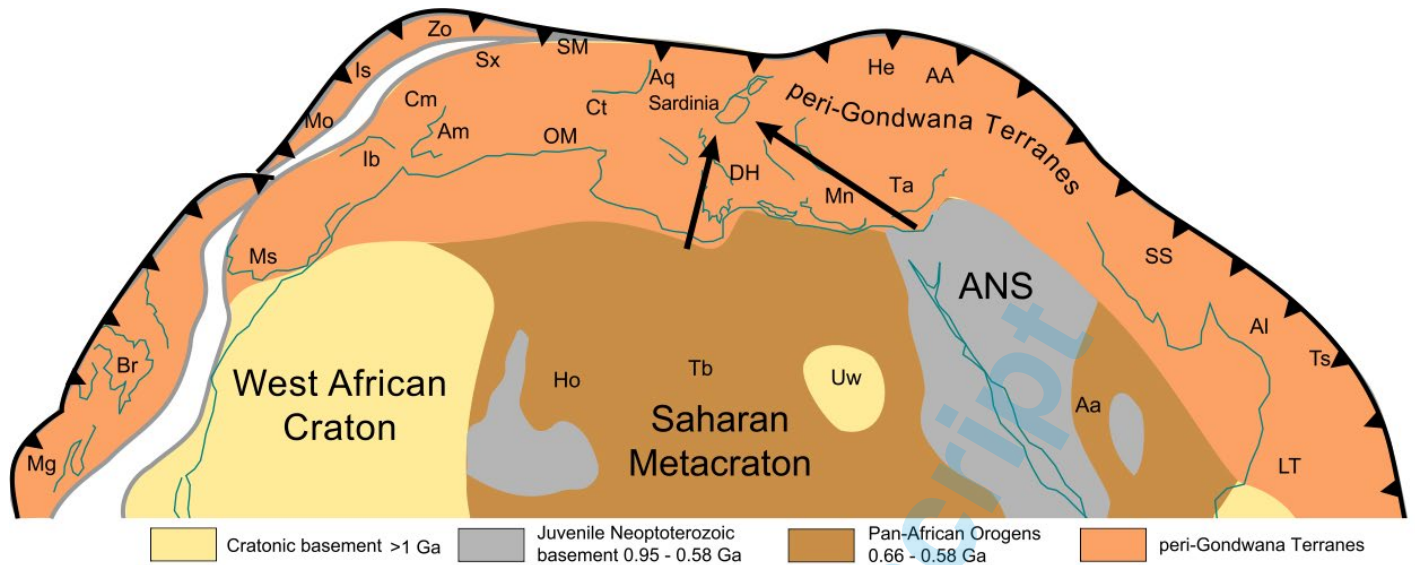 Zo
SM
Sx
Is
He
AA
Aq
Sardinia
peri-Gondwana Terranes
Cm
Ct
Mo
Am
OM
Ib
DH
Mn
Ta
Ms
SS
ANS
Al
Ts
Br
Ho
Tb
Uw
Aa
West African
Craton
Saharan
Metacraton
Mg
LT
cript
Cratonic basement >1 Ga
Juvenile Neoptoterozoic
basement 0.95 - 0.58 Ga
Pan-African Orogens
0.66 - 0.58 Ga
peri-Gondwana Terranes